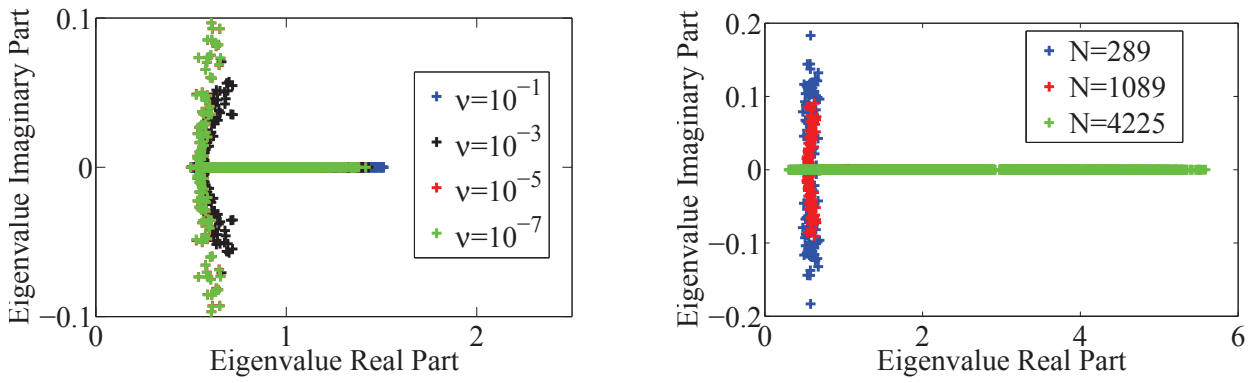 Eigenvalue Imaginary Part
0.1
0
−0.1
0
1
2
Eigenvalue Real Part
ν=10⁻¹
ν=10⁻³
ν=10⁻⁵
ν=10⁻⁷
Eigenvalue Imaginary Part
0.2
0.1
0
−0.1
−0.2
0
2
4
6
Eigenvalue Real Part
N=289
N=1089
N=4225